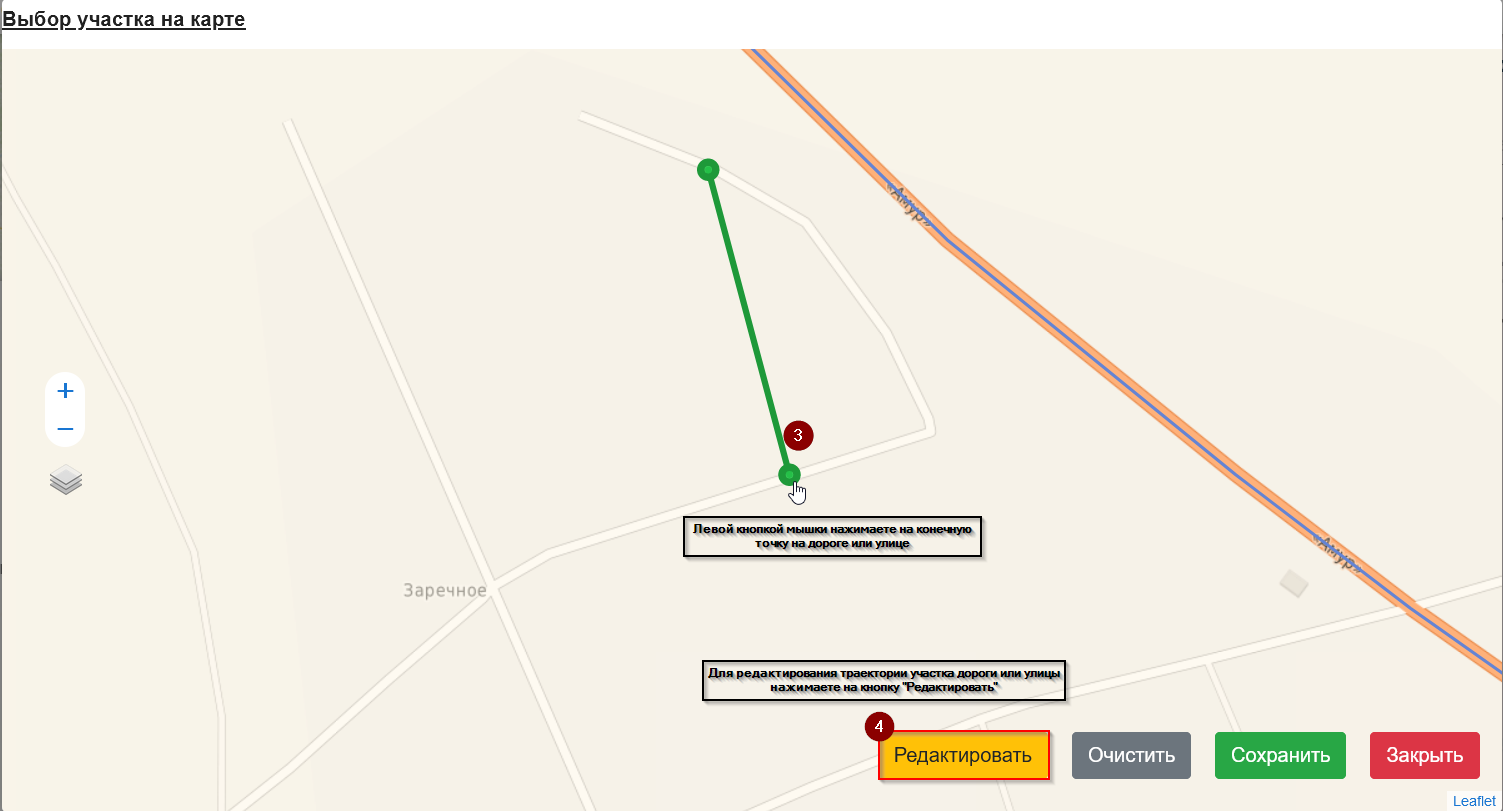 Выбор участка на карте
«Амур»
+
−
3
Левой кнопкой мышки нажимаете на конечную
точку на дороге или улице
«Амур»
Заречное
Для редактирования траектории участка дороги или улицы
нажимаете на кнопку "Редактировать"
4
Редактировать
Очистить
Сохранить
Закрыть
Leaflet